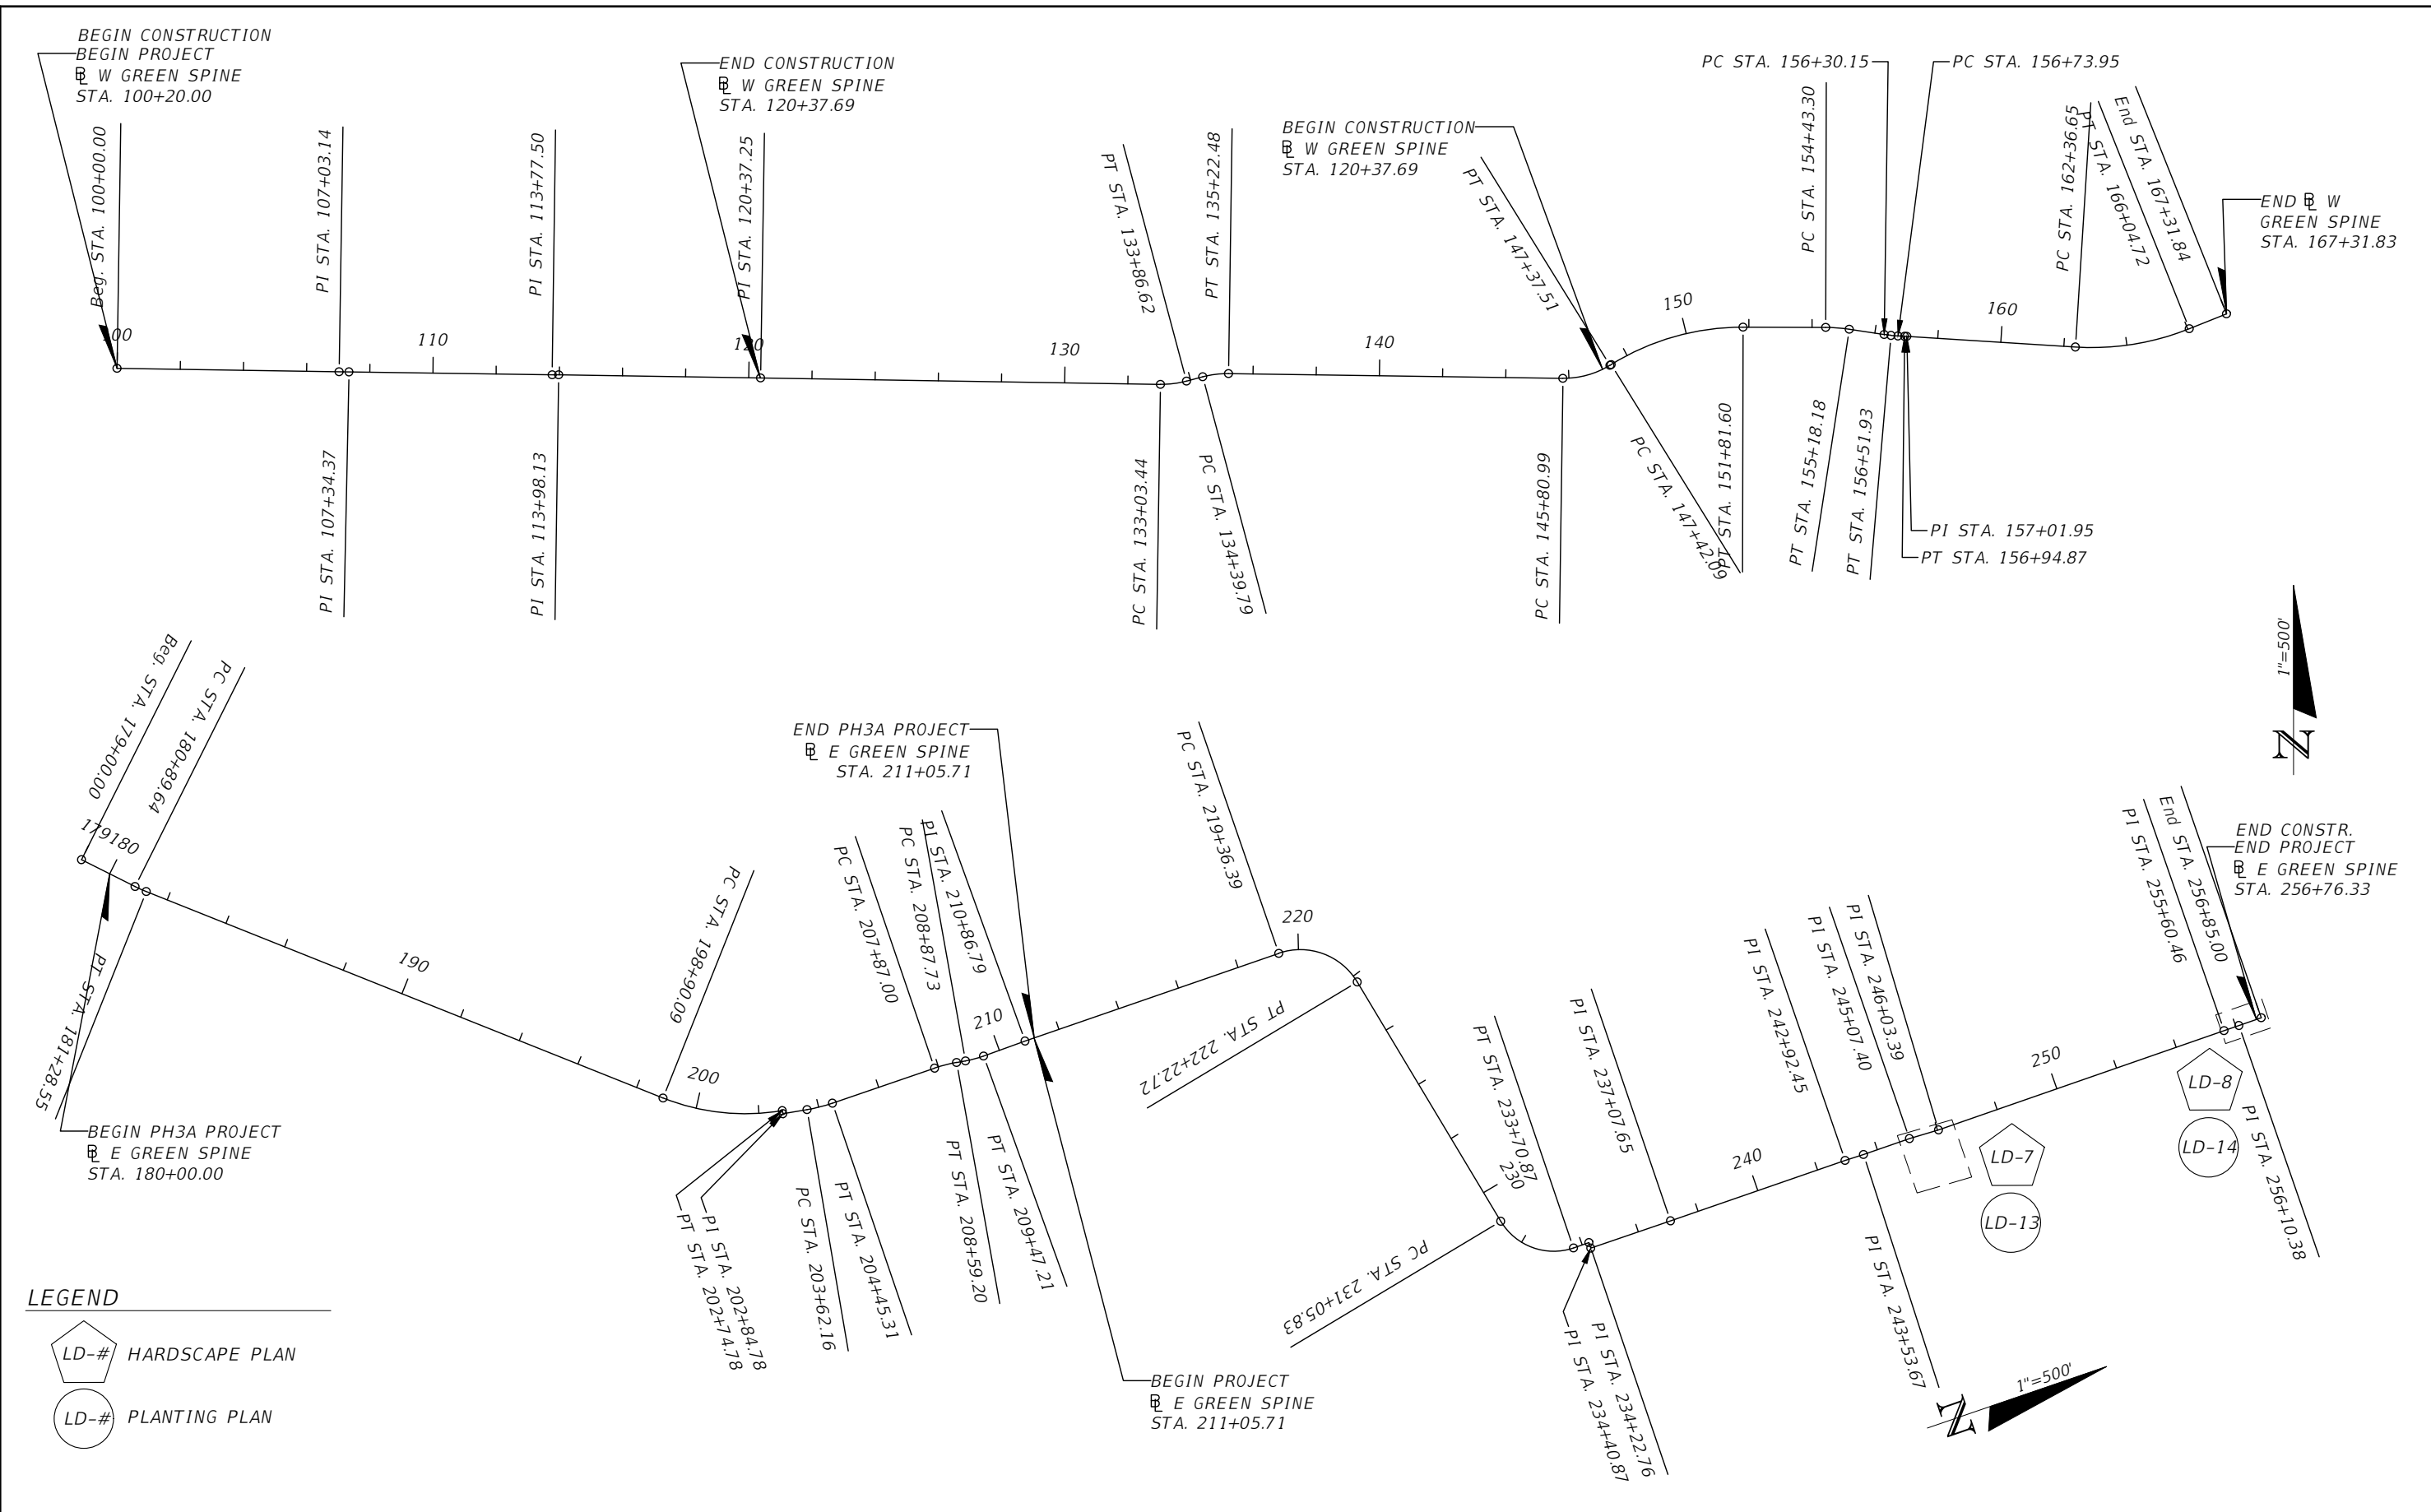 BEGIN CONSTRUCTION
BEGIN PROJECT
BL W GREEN SPINE
STA. 100+20.00
END CONSTRUCTION
BL W GREEN SPINE
STA. 120+37.69
BEGIN CONSTRUCTION
BL W GREEN SPINE
STA. 120+37.69
PC STA. 156+30.15
PC STA. 156+73.95
END BL W
GREEN SPINE
STA. 167+31.83
Beg. STA. 100+00.00
PI STA. 107+03.14
PI STA. 113+77.50
PI STA. 120+37.25
PT STA. 133+86.62
PT STA. 135+22.48
PT STA. 147+37.51
PC STA. 154+43.30
PC STA. 162+36.65
PT STA. 166+04.72
End STA. 167+31.84
100
110
120
130
140
150
160
PI STA. 107+34.37
PI STA. 113+98.13
PC STA. 133+03.44
PC STA. 134+39.79
PC STA. 145+80.99
PC STA. 147+42.09
PT STA. 151+81.60
PT STA. 155+18.18
PT STA. 156+51.93
PI STA. 157+01.95
PT STA. 156+94.87
1"=500'
N
Beg. STA. 179+00.00
PC STA. 180+89.64
179
180
PT STA. 181+28.55
BEGIN PH3A PROJECT
BL E GREEN SPINE
STA. 180+00.00
190
PC STA. 198+90.09
200
END PH3A PROJECT
BL E GREEN SPINE
STA. 211+05.71
PC STA. 207+87.00
PC STA. 208+87.73
PI STA. 210+86.79
210
PT STA. 202+74.78
PI STA. 202+84.78
PC STA. 203+62.16
PT STA. 204+45.31
PT STA. 208+59.20
PT STA. 209+47.21
BEGIN PROJECT
BL E GREEN SPINE
STA. 211+05.71
PC STA. 219+36.39
220
PT STA. 222+22.72
230
PC STA. 231+05.83
PT STA. 233+70.87
PI STA. 237+07.65
PI STA. 234+40.87
PI STA. 234+22.76
240
PI STA. 242+92.45
PI STA. 245+07.40
PI STA. 246+03.39
PI STA. 243+53.67
250
PI STA. 255+60.46
End STA. 256+85.00
END CONSTR.
END PROJECT
BL E GREEN SPINE
STA. 256+76.33
PI STA. 256+10.38
LD-7
LD-13
LD-8
LD-14
N
1"=500'
LEGEND
LD-# HARDSCAPE PLAN
LD-# PLANTING PLAN